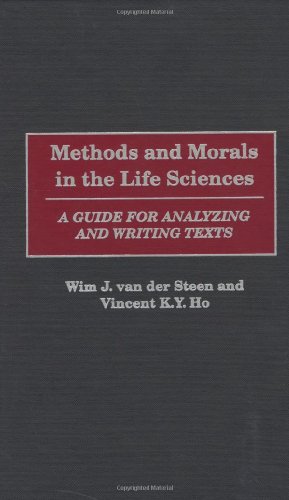 Methods and Morals
in the Life Sciences
A GUIDE FOR ANALYZING
AND WRITING TEXTS
Wim J. van der Steen and
Vincent K.Y. Ho